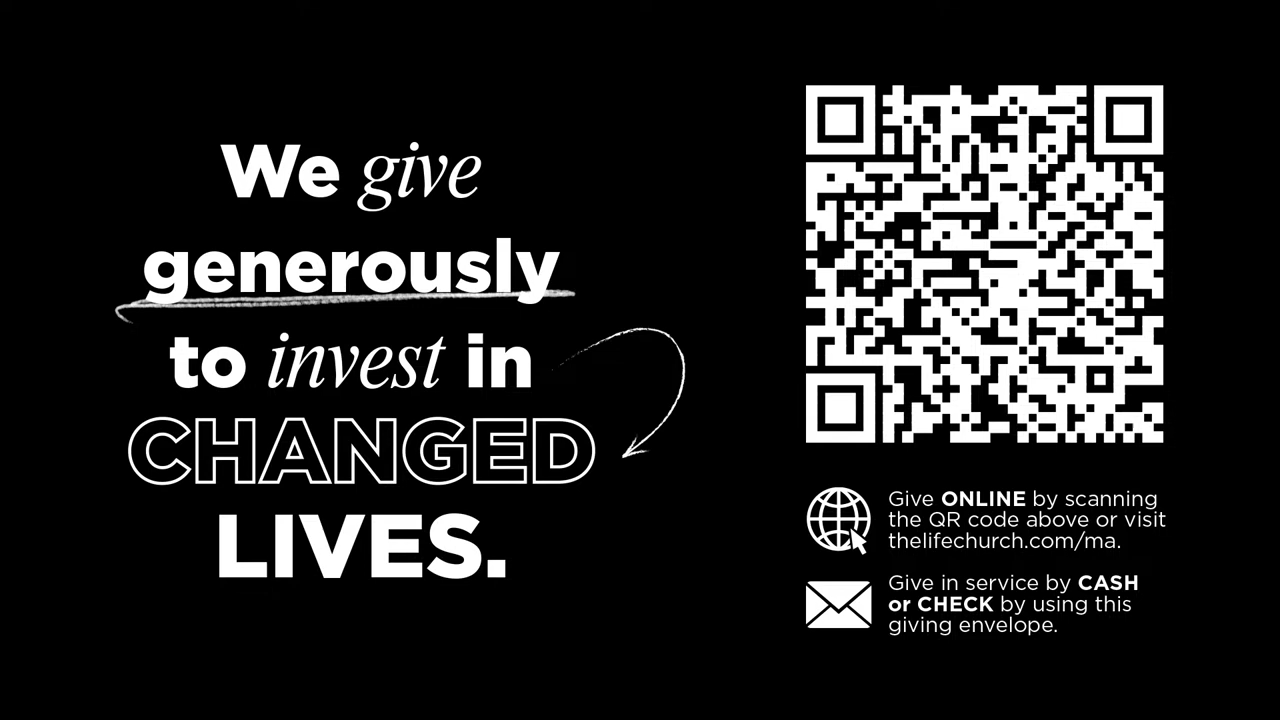 We give
generously
to invest in
CHANGED
LIVES.
Give ONLINE by scanning
the QR code above or visit
thelifechurch.com/ma.
Give in service by CASH
or CHECK by using this
giving envelope.